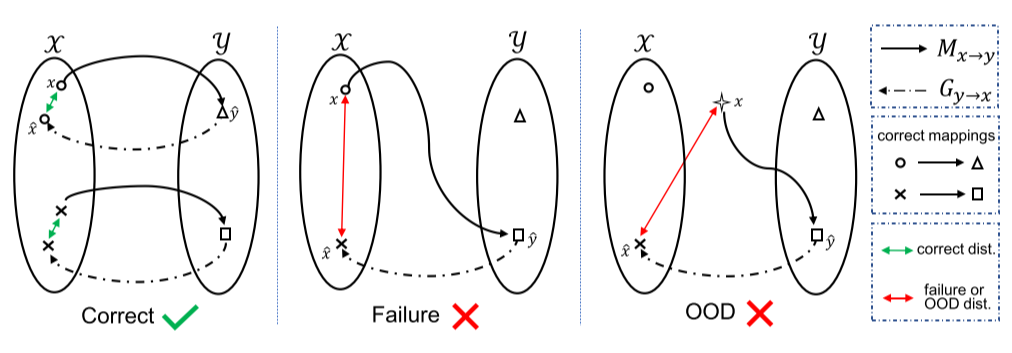 𝒳
𝒴
x
ŷ
x̂
Correct
𝒳
𝒴
x
ŷ
x̂
Failure
𝒳
𝒴
x
ŷ
x̂
OOD
M_{x→y}
G_{y→x}
correct mappings
correct dist.
failure or
OOD dist.